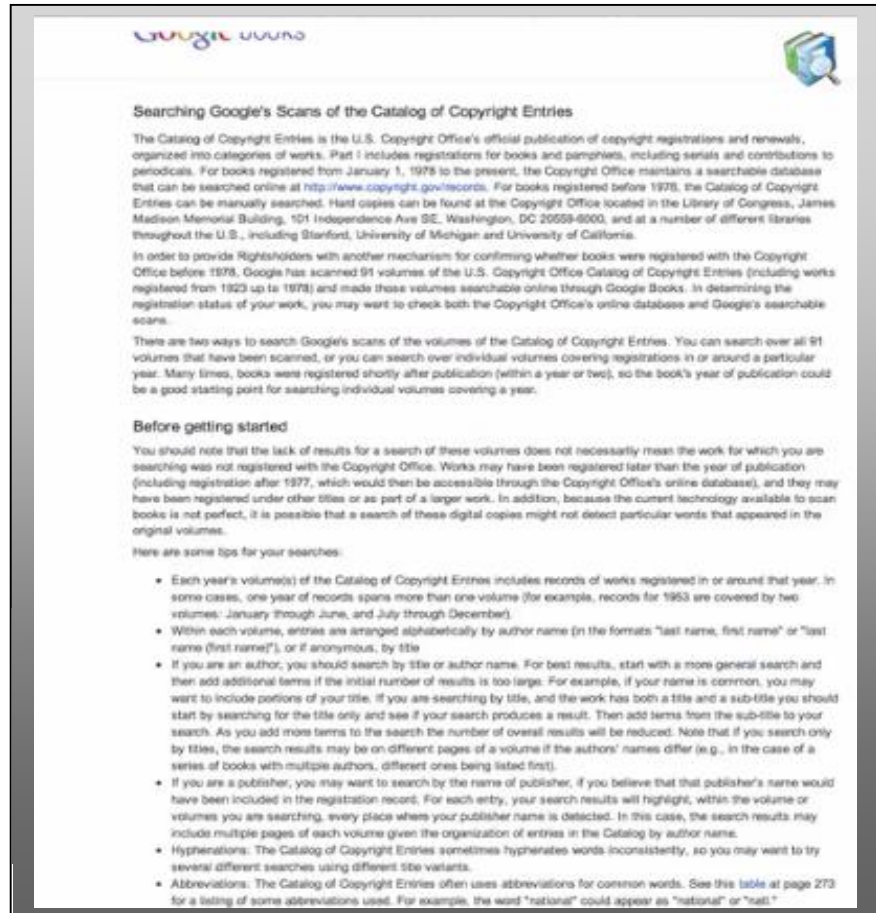 Google Books
Searching Google's Scans of the Catalog of Copyright Entries
The Catalog of Copyright Entries is the U.S. Copyright Office's official publication of copyright registrations and renewals,
organized into categories of works. Part I includes registrations for books and pamphlets, including serials and contributions to
periodicals. For books registered from January 1, 1978 to the present, the Copyright Office maintains a searchable database
that can be searched online at http://www.copyright.gov/records. For books registered before 1978, the Catalog of Copyright
Entries can be manually searched. Hard copies can be found at the Copyright Office located in the Library of Congress, James
Madison Memorial Building, 101 Independence Ave SE, Washington, DC 20559-6000, and at a number of different libraries
throughout the U.S., including Stanford, University of Michigan and University of California.
In order to provide Rightsholders with another mechanism for confirming whether books were registered with the Copyright
Office before 1978, Google has scanned 91 volumes of the U.S. Copyright Office Catalog of Copyright Entries (including works
registered from 1923 up to 1978) and made those volumes searchable online through Google Books. In determining the
registration status of your work, you may want to check both the Copyright Office's online database and Google's searchable
scans.
There are two ways to search Google's scans of the volumes of the Catalog of Copyright Entries. You can search over all 91
volumes that have been scanned, or you can search over individual volumes covering registrations in or around a particular
year. Many times, books were registered shortly after publication (within a year or two), so the book's year of publication could
be a good starting point for searching individual volumes covering a year.
Before getting started
You should note that the lack of results for a search of these volumes does not necessarily mean the work for which you are
searching was not registered with the Copyright Office. Works may have been registered later than the year of publication
(including registration after 1977, which would then be accessible through the Copyright Office's online database), and they may
have been registered under other titles or as part of a larger work. In addition, because the current technology available to scan
books is not perfect, it is possible that a search of these digital copies might not detect particular words that appeared in the
original volumes.
Here are some tips for your searches:
• Each year's volume(s) of the Catalog of Copyright Entries includes records of works registered in or around that year. In
some cases, one year of records spans more than one volume (for example, records for 1953 are covered by two
volumes: January through June, and July through December).
• Within each volume, entries are arranged alphabetically by author name (in the formats "last name, first name" or "last
name (first name)"), or if anonymous, by title
• If you are an author, you should search by title or author name. For best results, start with a more general search and
then add additional terms if the initial number of results is too large. For example, if your name is common, you may
want to include portions of your title. If you are searching by title, and the work has both a title and a sub-title you should
start by searching for the title only and see if your search produces a result. Then add terms from the sub-title to your
search. As you add more terms to the search the number of overall results will be reduced. Note that if you search only
by titles, the search results may be on different pages of a volume if the authors' names differ (e.g., in the case of a
series of books with multiple authors, different ones being listed first).
• If you are a publisher, you may want to search by the name of publisher, if you believe that that publisher's name would
have been included in the registration record. For each entry, your search results will highlight, within the volume or
volumes you are searching, every place where your publisher name is detected. In this case, the search results may
include multiple pages of each volume given the organization of entries in the Catalog by author name.
• Hyphenations: The Catalog of Copyright Entries sometimes hyphenates words inconsistently, so you may want to try
several different searches using different title variants.
• Abbreviations: The Catalog of Copyright Entries often uses abbreviations for common words. See this table at page 273
for a listing of some abbreviations used. For example, the word "national" could appear as "national" or "natl."